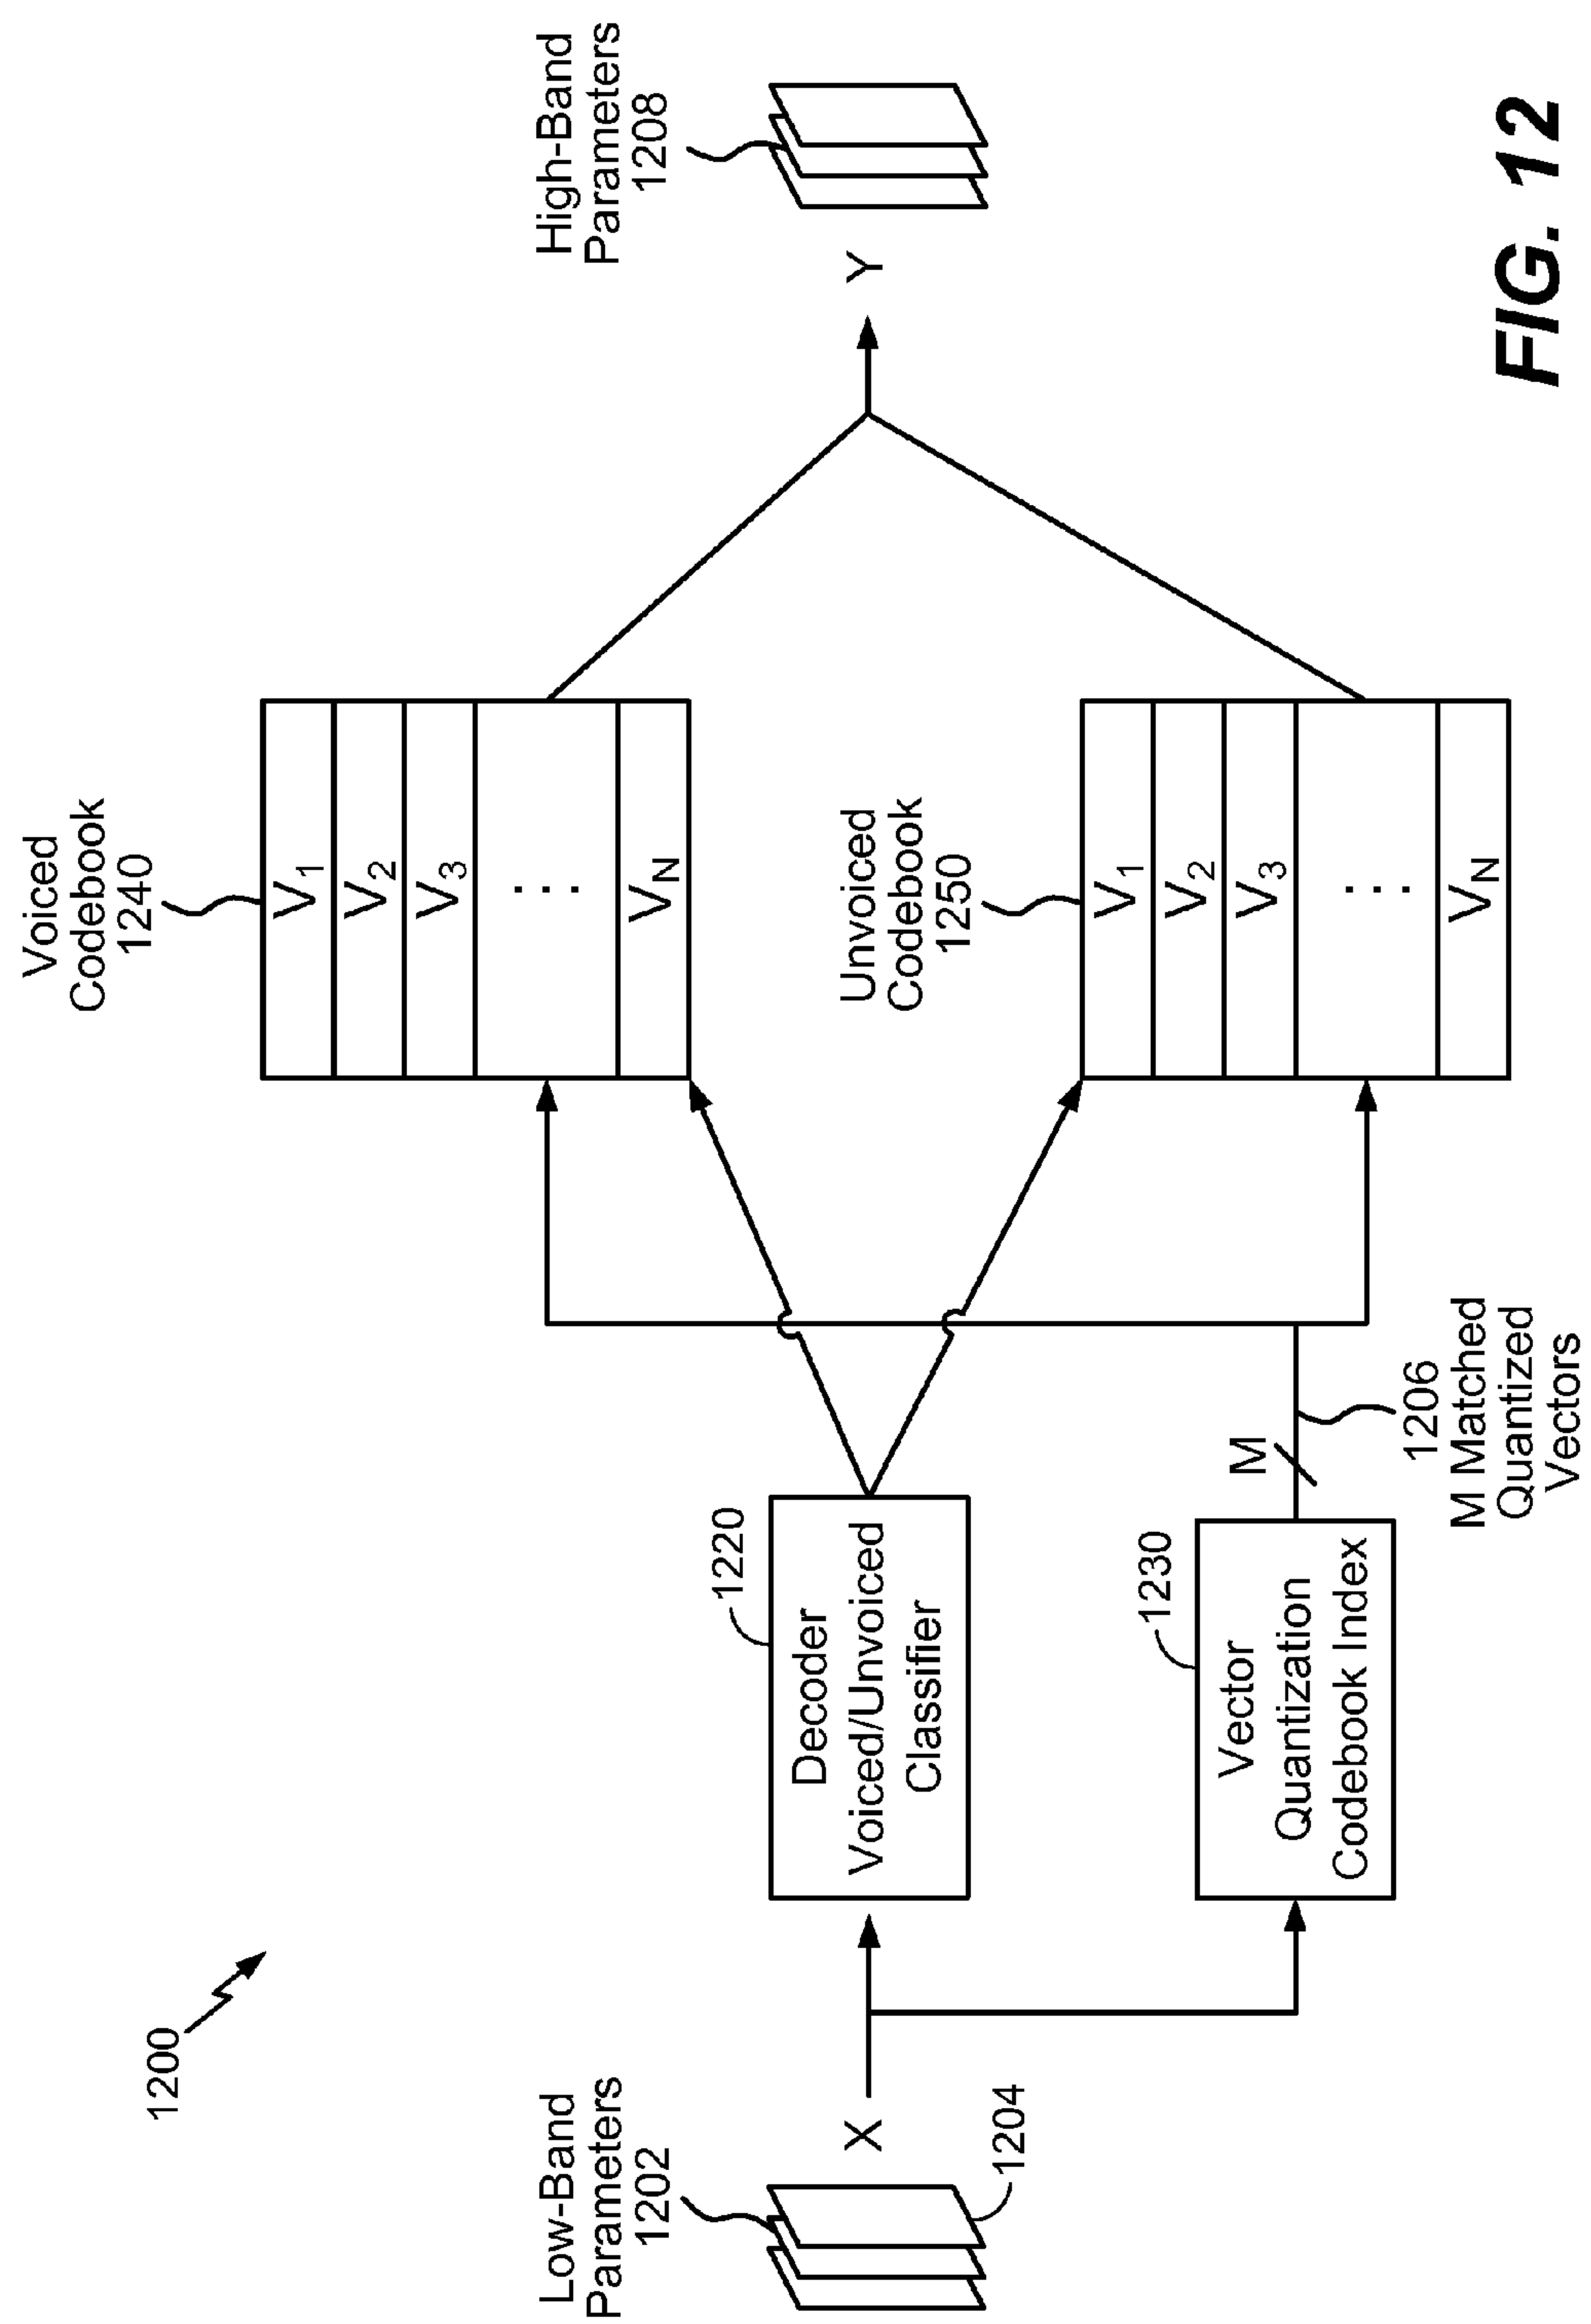 1200
Low-Band
Parameters
1202
X
1204
Decoder
Voiced/Unvoiced
Classifier
1220
Vector
Quantization
Codebook Index
1230
M
1206
M Matched
Quantized
Vectors
Voiced
Codebook
1240
V1
V2
V3
...
VN
Unvoiced
Codebook
1250
V1
V2
V3
...
VN
Y
High-Band
Parameters
1208
FIG. 12